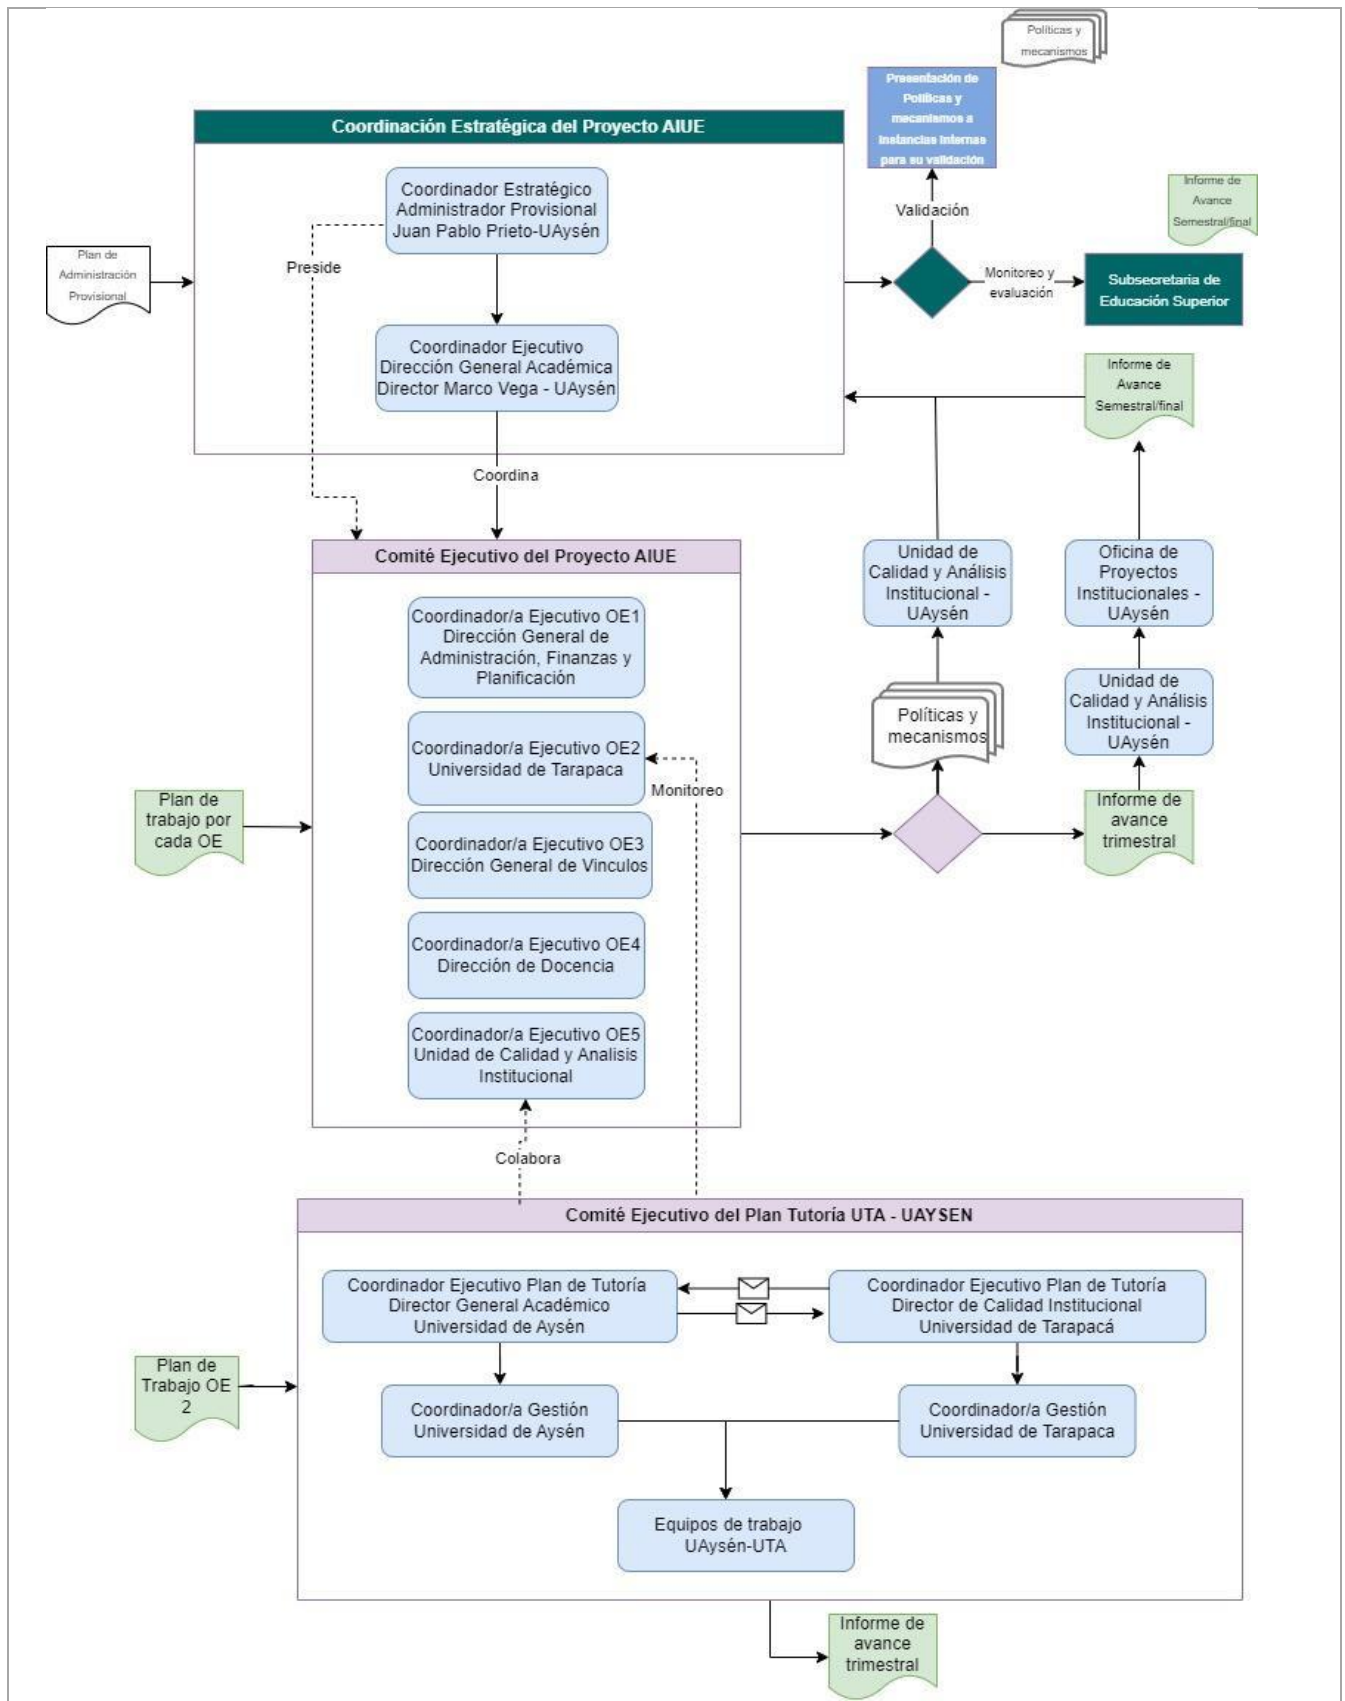 Políticas y
mecanismos
Presentación de
Políticas y
mecanismos a
instancias internas
para su validación
Coordinación Estratégica del Proyecto AIUE
Coordinador Estratégico
Administrador Provisional
Juan Pablo Prieto-UAysén
Validación
Informe de
Avance
Semestral/final
Preside
Plan de
Administración
Provisional
Monitoreo y
evaluación
Subsecretaria de
Educación Superior
Coordinador Ejecutivo
Dirección General Académica
Director Marco Vega - UAysén
Informe de
Avance
Semestral/final
Coordina
Comité Ejecutivo del Proyecto AIUE
Unidad de
Calidad y Análisis
Institucional -
UAysén
Oficina de
Proyectos
Institucionales -
UAysén
Coordinador/a Ejecutivo OE1
Dirección General de
Administración, Finanzas y
Planificación
Unidad de
Calidad y Análisis
Institucional -
UAysén
Políticas y
mecanismos
Coordinador/a Ejecutivo OE2
Universidad de Tarapaca
Monitoreo
Plan de
trabajo por
cada OE
Informe de
avance
trimestral
Coordinador/a Ejecutivo OE3
Dirección General de Vinculos
Coordinador/a Ejecutivo OE4
Dirección de Docencia
Coordinador/a Ejecutivo OE5
Unidad de Calidad y Analisis
Institucional
Colabora
Comité Ejecutivo del Plan Tutoría UTA - UAYSEN
Coordinador Ejecutivo Plan de Tutoría
Director General Académico
Universidad de Aysén
Coordinador Ejecutivo Plan de Tutoría
Director de Calidad Institucional
Universidad de Tarapacá
Plan de
Trabajo OE
2
Coordinador/a Gestión
Universidad de Aysén
Coordinador/a Gestión
Universidad de Tarapaca
Equipos de trabajo
UAysén-UTA
Informe de
avance
trimestral